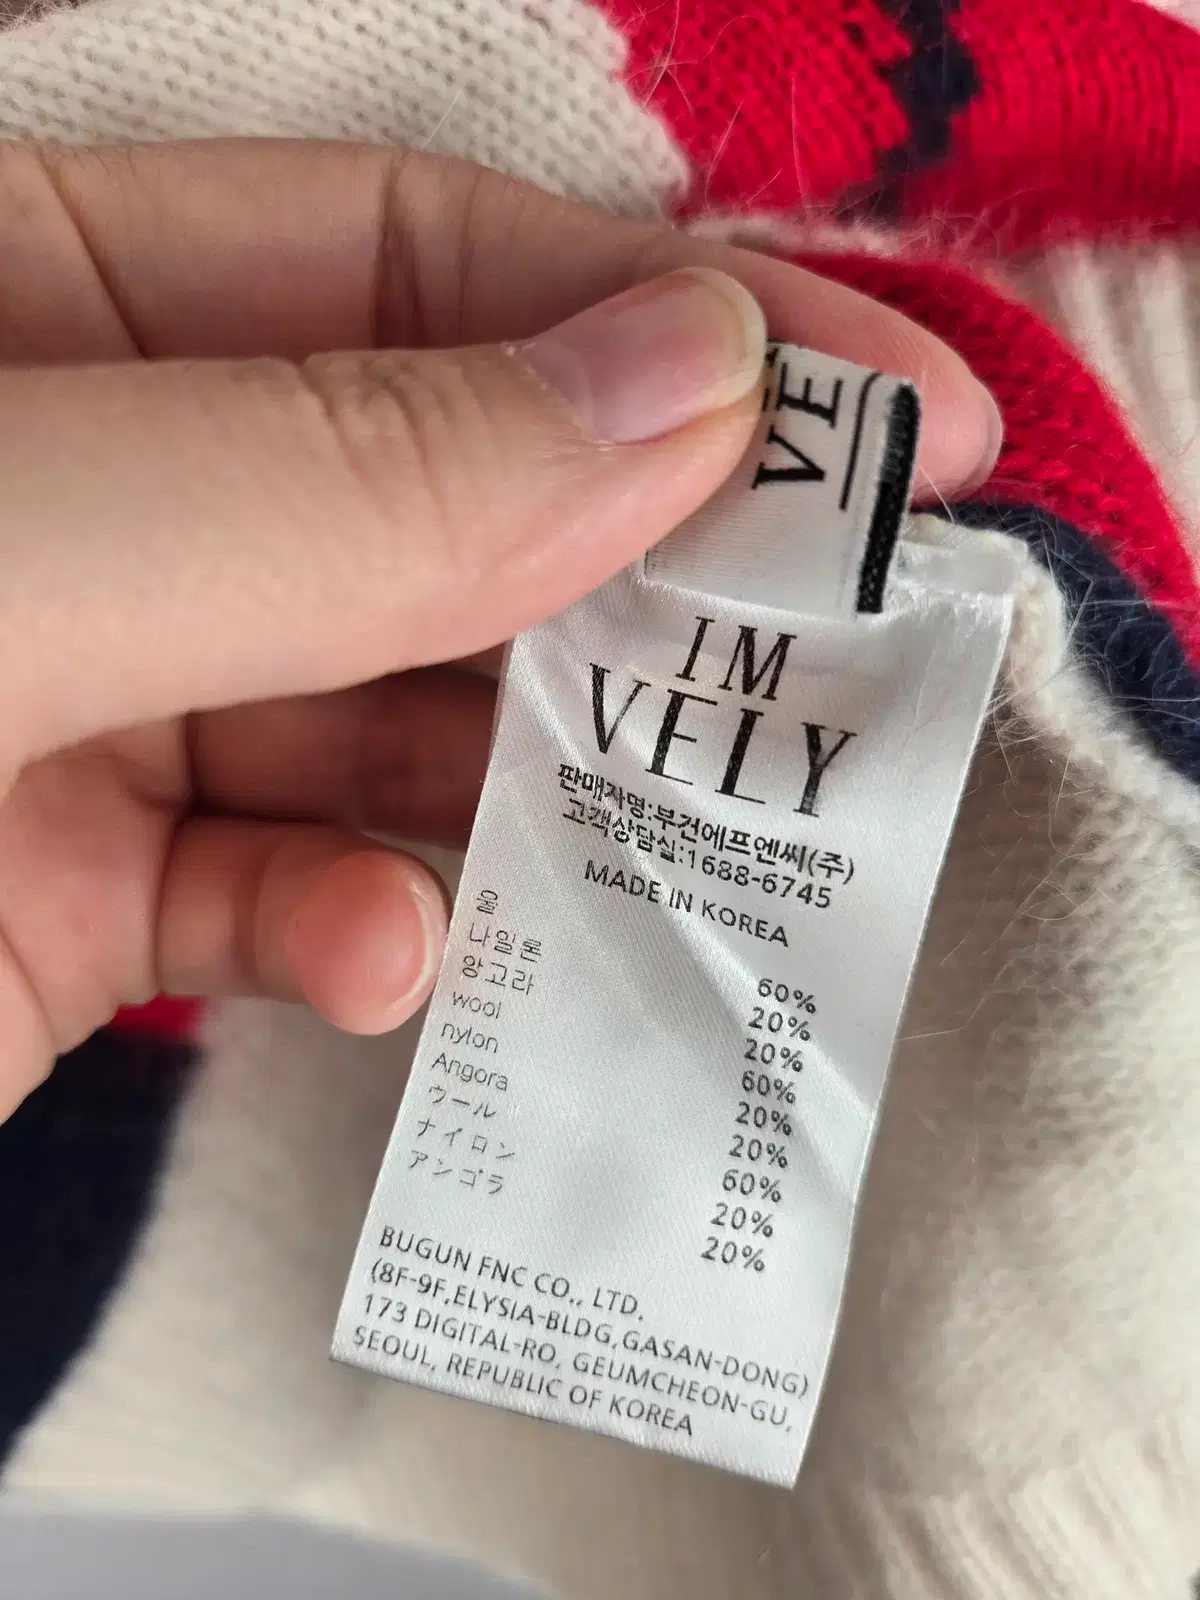 VE
IM
VELY
판매자명:부건에프엔씨(주)
고객상담실:1688-6745
MADE IN KOREA
울 60%
나일론 20%
앙고라 20%
wool 60%
nylon 20%
Angora 20%
ウール 60%
ナイロン 20%
アンゴラ 20%
BUGUN FNC CO., LTD.
(8F-9F,ELYSIA-BLDG,GASAN-DONG)
173 DIGITAL-RO, GEUMCHEON-GU,
SEOUL, REPUBLIC OF KOREA